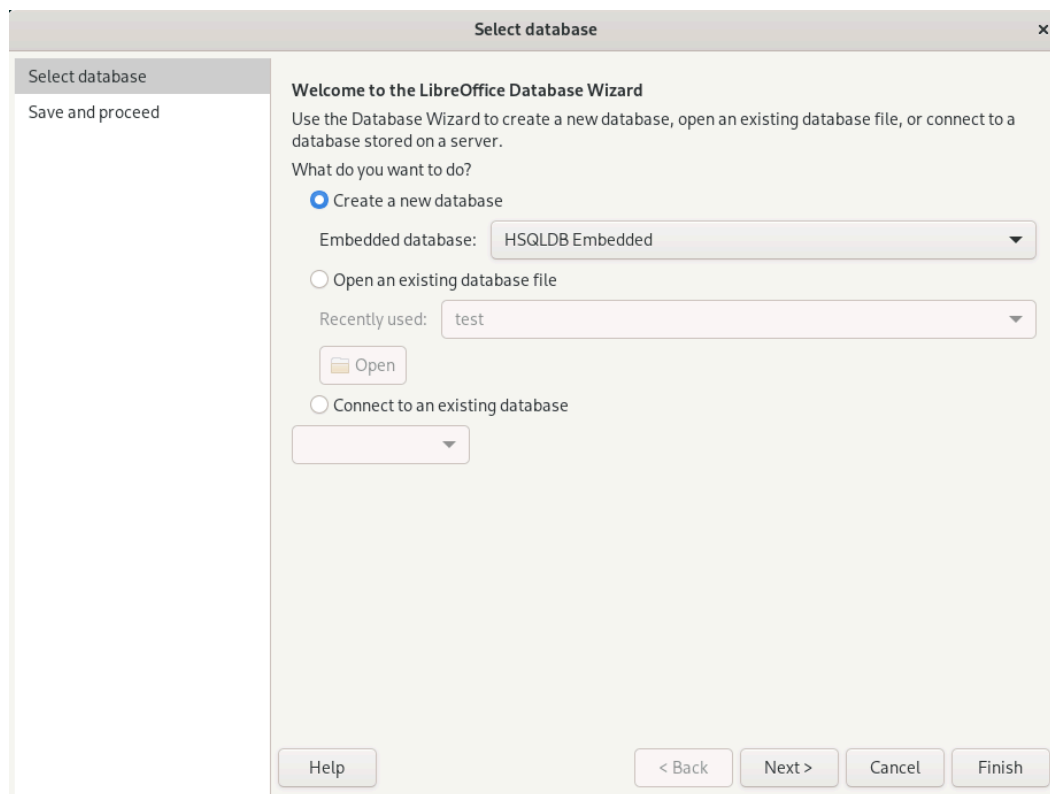 Select database
×
Select database
Save and proceed
Welcome to the LibreOffice Database Wizard
Use the Database Wizard to create a new database, open an existing database file, or connect to a
database stored on a server.
What do you want to do?
Create a new database
Embedded database: HSQLDB Embedded
Open an existing database file
Recently used: test
Open
Connect to an existing database
Help < Back Next > Cancel Finish